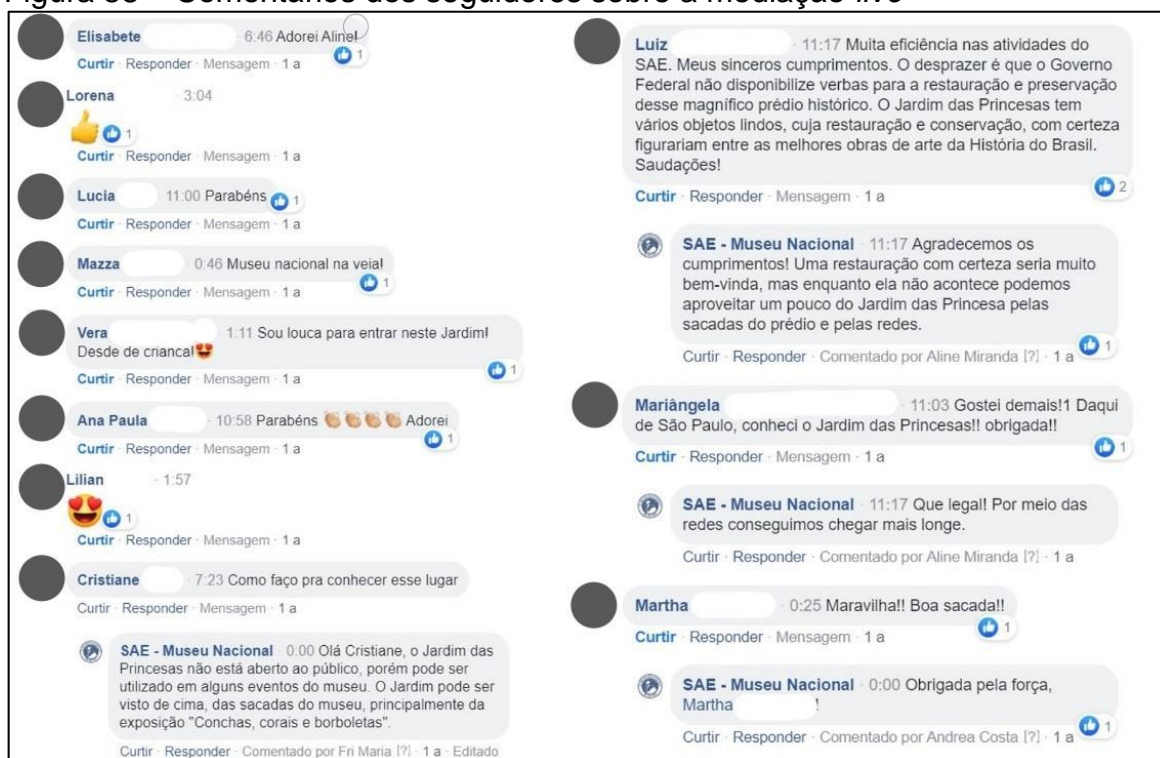 Figura 38 – Comentários dos seguidores sobre a mediação live
Elisabete · 6:46 Adorei Aline!
1
Curtir · Responder · Mensagem · 1 a
Lorena · 3:04
1
Curtir · Responder · Mensagem · 1 a
Lucia · 11:00 Parabéns
1
Curtir · Responder · Mensagem · 1 a
Mazza · 0:46 Museu nacional na veia!
1
Curtir · Responder · Mensagem · 1 a
Vera · 1:11 Sou louca para entrar neste Jardim!
Desde de criança!
1
Curtir · Responder · Mensagem · 1 a
Ana Paula · 10:58 Parabéns 👏👏👏👏 Adorei
1
Curtir · Responder · Mensagem · 1 a
Lilian · 1:57
1
Curtir · Responder · Mensagem · 1 a
Cristiane · 7:23 Como faço pra conhecer esse lugar
Curtir · Responder · Mensagem · 1 a
SAE - Museu Nacional · 0:00 Olá Cristiane, o Jardim das
Princesas não está aberto ao público, porém pode ser
utilizado em alguns eventos do museu. O Jardim pode ser
visto de cima, das sacadas do museu, principalmente da
exposição "Conchas, corais e borboletas".
Curtir · Responder · Comentado por Fri Maria [?] · 1 a · Editado
Luiz · 11:17 Muita eficiência nas atividades do
SAE. Meus sinceros cumprimentos. O desprazer é que o Governo
Federal não disponibilize verbas para a restauração e preservação
desse magnífico prédio histórico. O Jardim das Princesas tem
vários objetos lindos, cuja restauração e conservação, com certeza
figurariam entre as melhores obras de arte da História do Brasil.
Saudações!
2
Curtir · Responder · Mensagem · 1 a
SAE - Museu Nacional · 11:17 Agradecemos os
cumprimentos! Uma restauração com certeza seria muito
bem-vinda, mas enquanto ela não acontece podemos
aproveitar um pouco do Jardim das Princesa pelas
sacadas do prédio e pelas redes.
1
Curtir · Responder · Comentado por Aline Miranda [?] · 1 a
Mariângela · 11:03 Gostei demais!1 Daqui
de São Paulo, conheci o Jardim das Princesas!! obrigada!!
1
Curtir · Responder · Mensagem · 1 a
SAE - Museu Nacional · 11:17 Que legal! Por meio das
redes conseguimos chegar mais longe.
Curtir · Responder · Comentado por Aline Miranda [?] · 1 a
Martha · 0:25 Maravilha!! Boa sacada!!
1
Curtir · Responder · Mensagem · 1 a
SAE - Museu Nacional · 0:00 Obrigada pela força,
Martha !
1
Curtir · Responder · Comentado por Andrea Costa [?] · 1 a